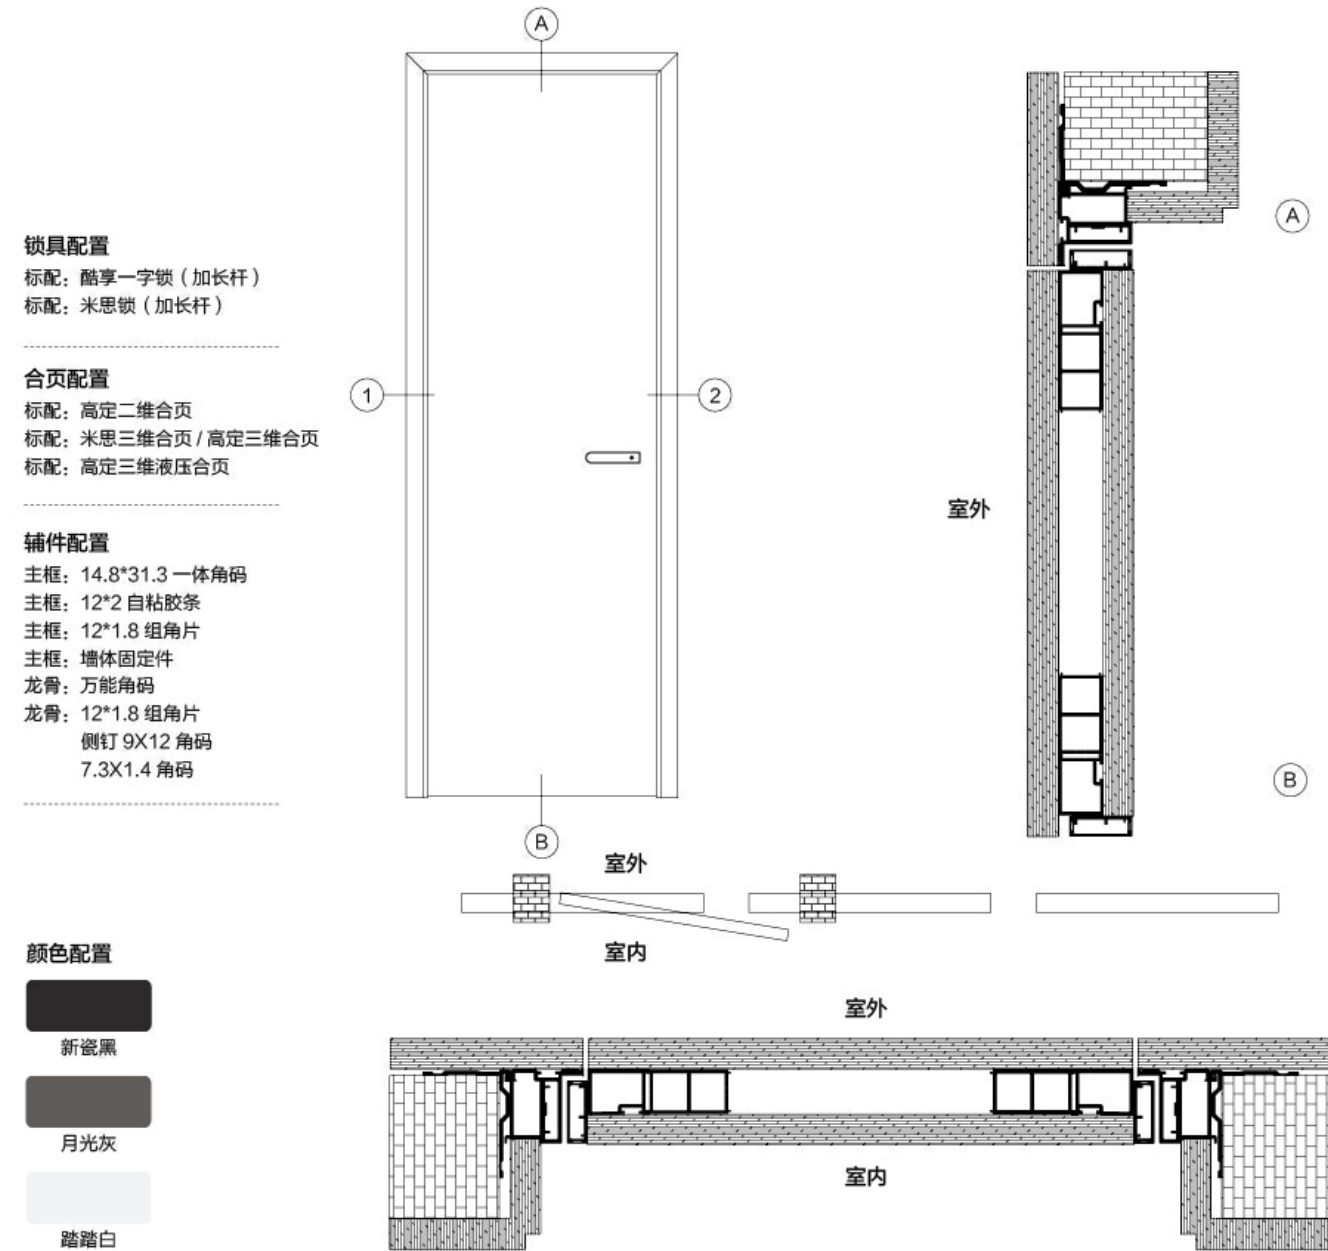 锁具配置
标配：酷享一字锁（加长杆）
标配：米思锁（加长杆）
合页配置
标配：高定二维合页
标配：米思三维合页 / 高定三维合页
标配：高定三维液压合页
辅件配置
主框：14.8*31.3 一体角码
主框：12*2 自粘胶条
主框：12*1.8 组角片
主框：墙体固定件
龙骨：万能角码
龙骨：12*1.8 组角片
侧钉 9X12 角码
7.3X1.4 角码
颜色配置
新瓷黑
月光灰
踏踏白
A
1
2
B
室外
室内
A
室外
B
室外
室内